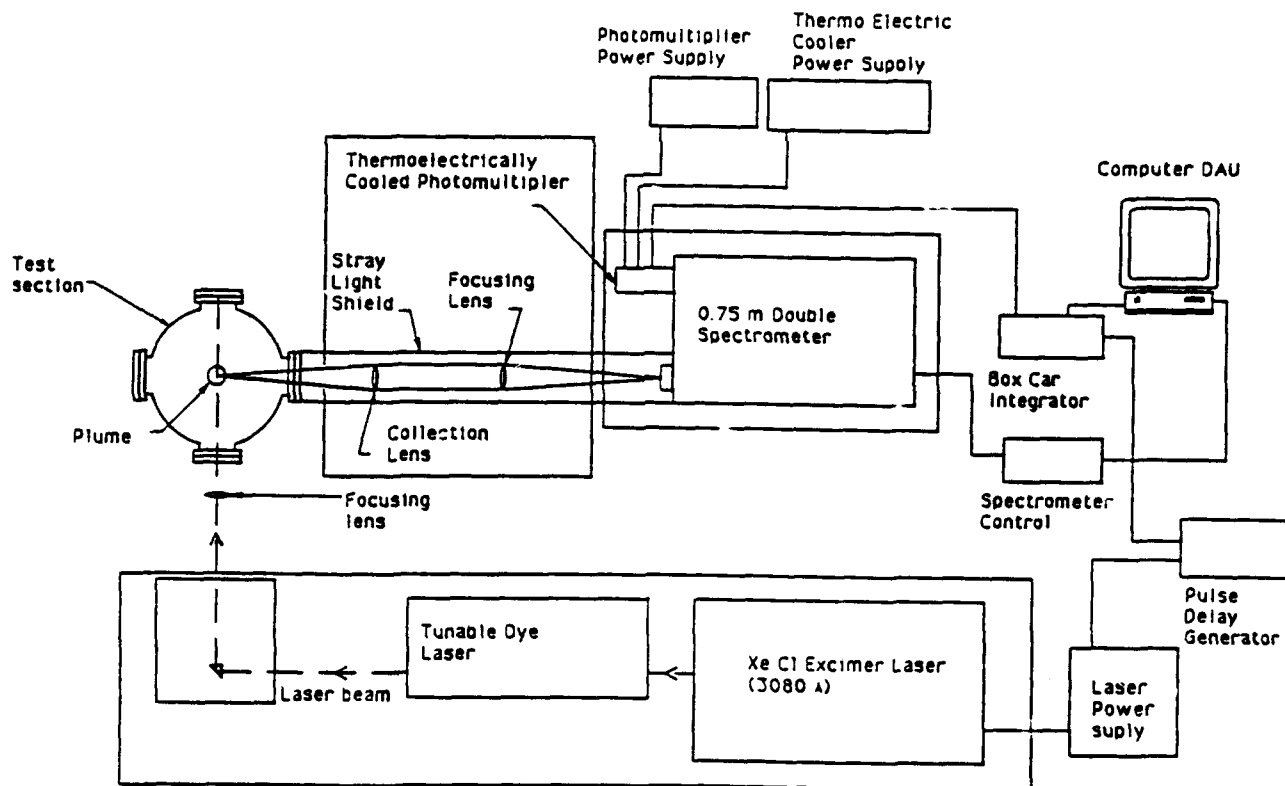 Photomultiplier
Power Supply
Thermo Electric
Cooler
Power Supply
Thermoelectrically
Cooled Photomultipler
Computer DAU
Test
section
Stray
Light
Shield
Focusing
Lens
0.75 m Double
Spectrometer
Box Car
Integrator
Plume
Collection
Lens
Focusing
lens
Spectrometer
Control
Pulse
Delay
Generator
Tunable Dye
Laser
Xe Cl Excimer Laser
(3080 A)
Laser beam
Laser
Power
suply